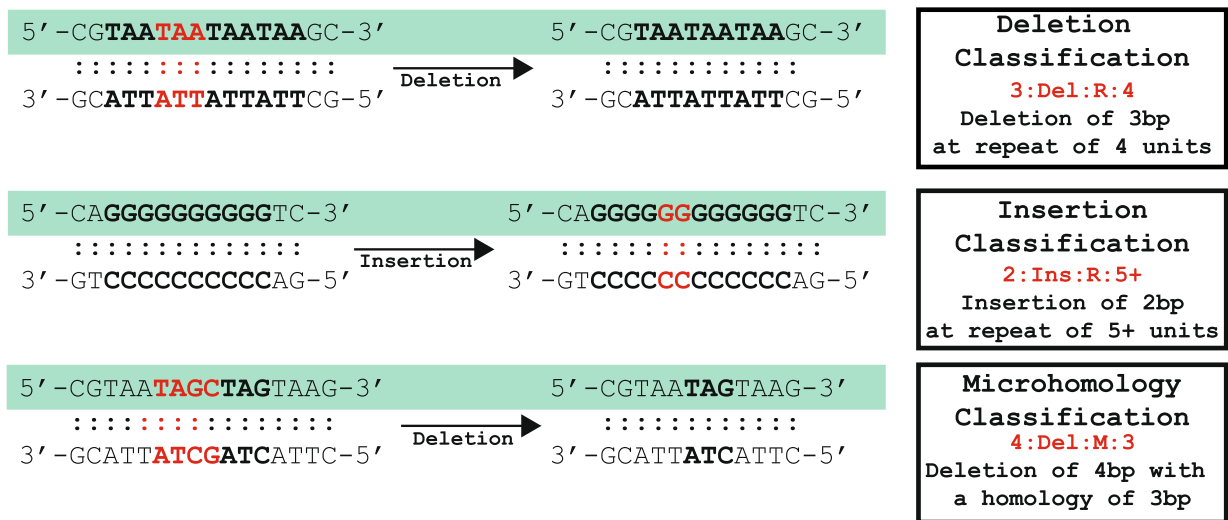 5′-CGTAATAATAATAAGC-3′
::::::::::::::::
3′-GCATTATTATTATTCG-5′
Deletion
5′-CGTAATAATAAGC-3′
::::::::::::
3′-GCATTATTATTCG-5′
Deletion
Classification
3:Del:R:4
Deletion of 3bp
at repeat of 4 units
5′-CAGGGGGGGGGGTC-3′
::::::::::::::
3′-GTCCCCCCCCCCAG-5′
Insertion
5′-CAGGGGGGGGGGGGTC-3′
::::::::::::::::
3′-GTCCCCCCCCCCCCAG-5′
Insertion
Classification
2:Ins:R:5+
Insertion of 2bp
at repeat of 5+ units
5′-CGTAATAGCTAGTAAG-3′
::::::::::::::::
3′-GCATTATCGATCATTC-5′
Deletion
5′-CGTAATAGTAAG-3′
::::::::::::
3′-GCATTATCATTC-5′
Microhomology
Classification
4:Del:M:3
Deletion of 4bp with
a homology of 3bp